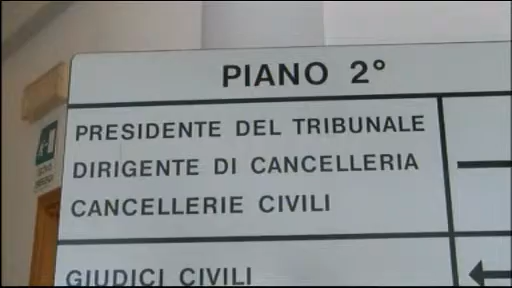 PIANO 2°
PRESIDENTE DEL TRIBUNALE
DIRIGENTE DI CANCELLERIA
CANCELLERIE CIVILI
GIUDICI CIVILI